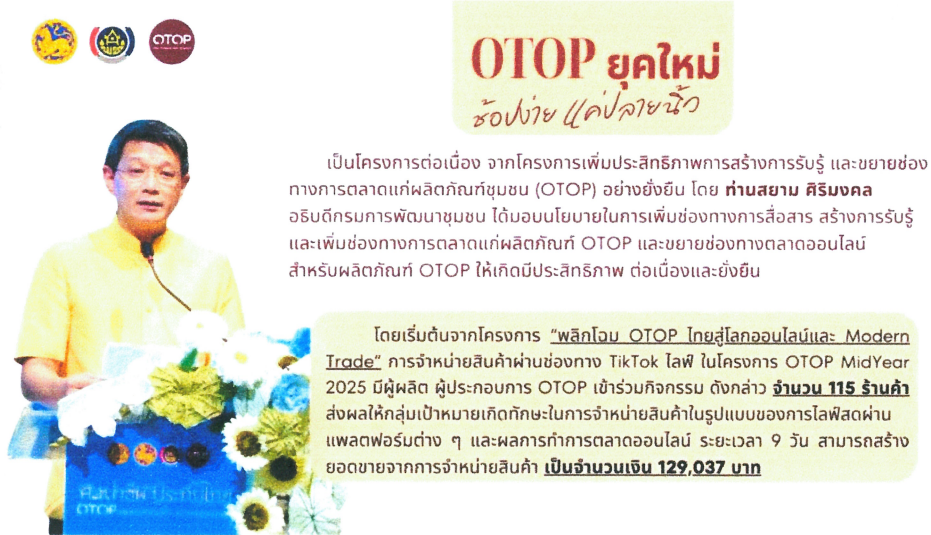 OTOP
OTOP ยุคใหม่
ช้อปง่าย แค่ปลายนิ้ว
เป็นโครงการต่อเนื่อง จากโครงการเพิ่มประสิทธิภาพการสร้างการรับรู้ และขยายช่อง
ทางการตลาดแก่ผลิตภัณฑ์ชุมชน (OTOP) อย่างยั่งยืน โดย ท่านสยาม ศิริมงคล
อธิบดีกรมการพัฒนาชุมชน ได้มอบนโยบายในการเพิ่มช่องทางการสื่อสาร สร้างการรับรู้
และเพิ่มช่องทางการตลาดแก่ผลิตภัณฑ์ OTOP และขยายช่องทางตลาดออนไลน์
สำหรับผลิตภัณฑ์ OTOP ให้เกิดมีประสิทธิภาพ ต่อเนื่องและยั่งยืน
โดยเริ่มต้นจากโครงการ “พลิกโฉม OTOP ไทยสู่โลกออนไลน์และ Modern
Trade” การจำหน่ายสินค้าผ่านช่องทาง TikTok ไลฟ์ ในโครงการ OTOP MidYear
2025 มีผู้ผลิต ผู้ประกอบการ OTOP เข้าร่วมกิจกรรม ดังกล่าว จำนวน 115 ร้านค้า
ส่งผลให้กลุ่มเป้าหมายเกิดทักษะในการจำหน่ายสินค้าในรูปแบบของการไลฟ์สดผ่าน
แพลตฟอร์มต่าง ๆ และผลการทำการตลาดออนไลน์ ระยะเวลา 9 วัน สามารถสร้าง
ยอดขายจากการจำหน่ายสินค้า เป็นจำนวนเงิน 129,037 บาท
OTOP